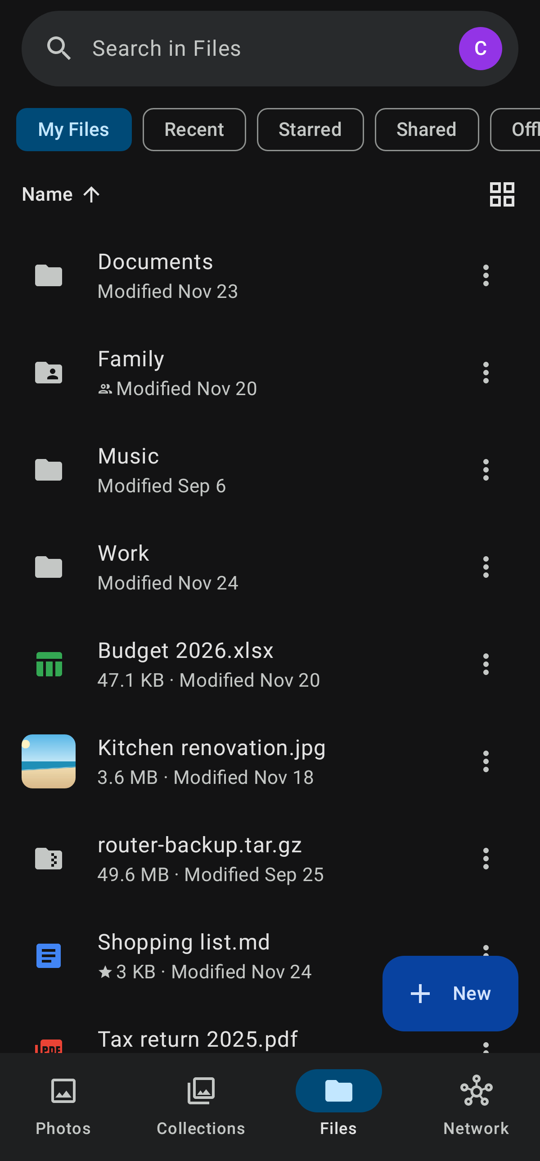 Search in Files
C
My Files
Recent
Starred
Shared
Offl
Name
Documents
Modified Nov 23
Family
Modified Nov 20
Music
Modified Sep 6
Work
Modified Nov 24
Budget 2026.xlsx
47.1 KB · Modified Nov 20
Kitchen renovation.jpg
3.6 MB · Modified Nov 18
router-backup.tar.gz
49.6 MB · Modified Sep 25
Shopping list.md
3 KB · Modified Nov 24
New
Tax return 2025.pdf
PDF
Photos
Collections
Files
Network